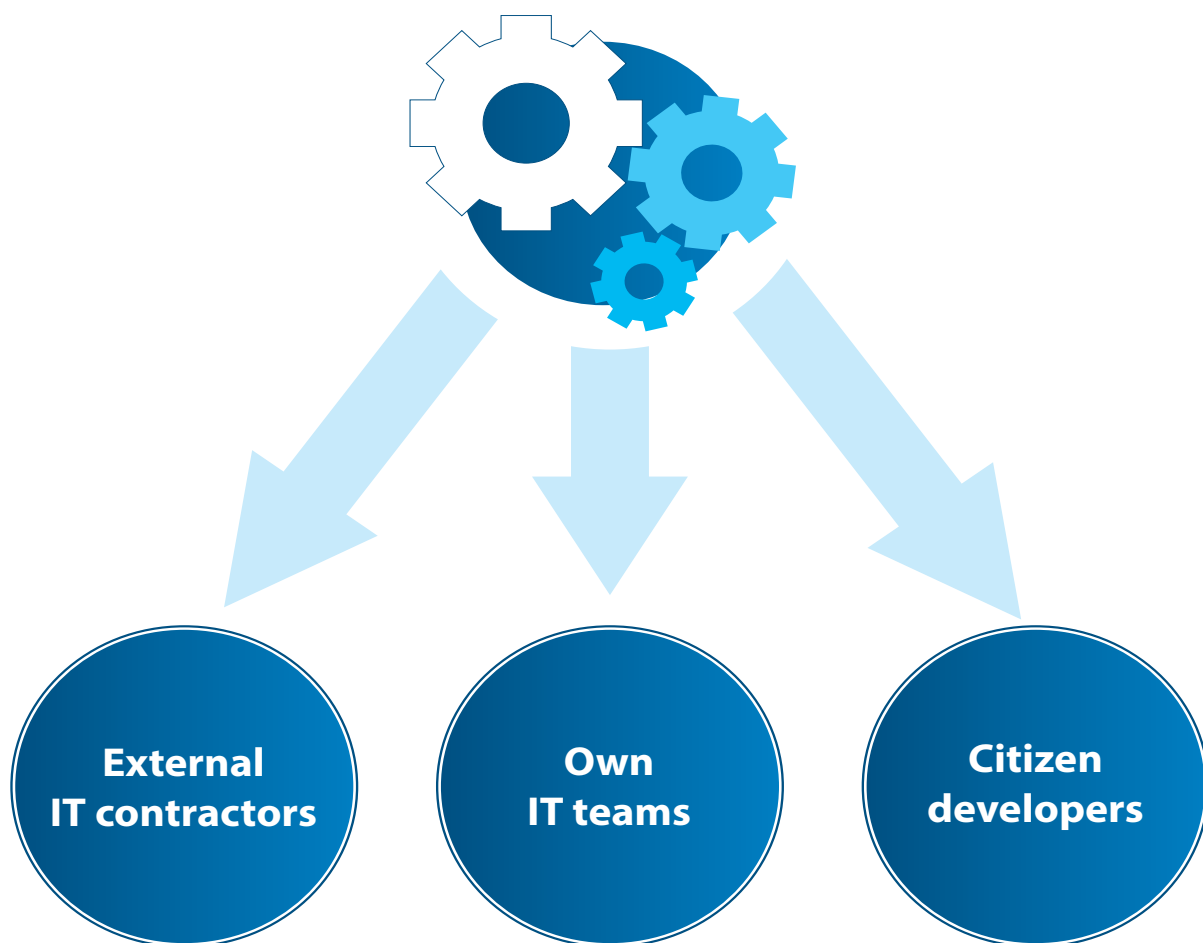 External
IT contractors
Own
IT teams
Citizen
developers